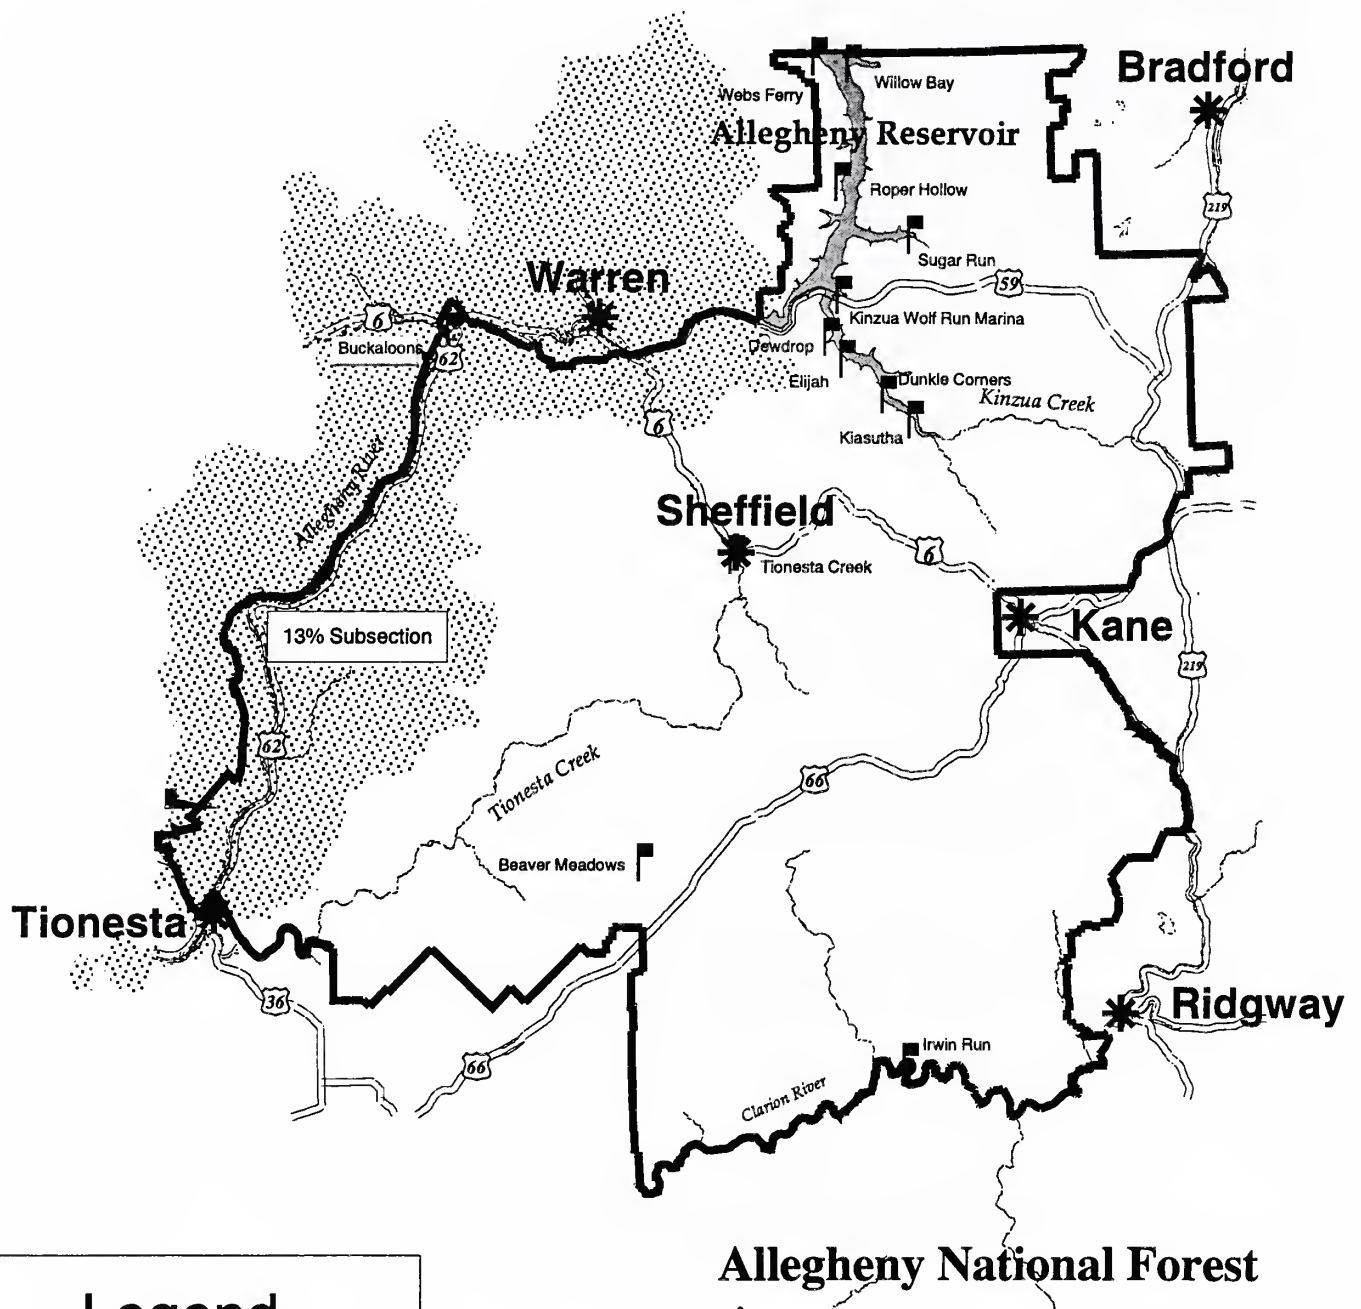 Bradford
Willow Bay
Webs Ferry
Allegheny Reservoir
Roper Hollow
219
Sugar Run
Warren
59
6
Kinzua Wolf Run Marina
Buckaloons
62
Dewdrop
Elijah
Dunkle Corners
Kinzua Creek
6
Kiasutha
Allegheny River
Sheffield
6
Tionesta Creek
13% Subsection
Kane
219
62
Tionesta Creek
66
Beaver Meadows
Tionesta
36
Ridgway
Irwin Run
66
Clarion River
Allegheny National Forest
Legend